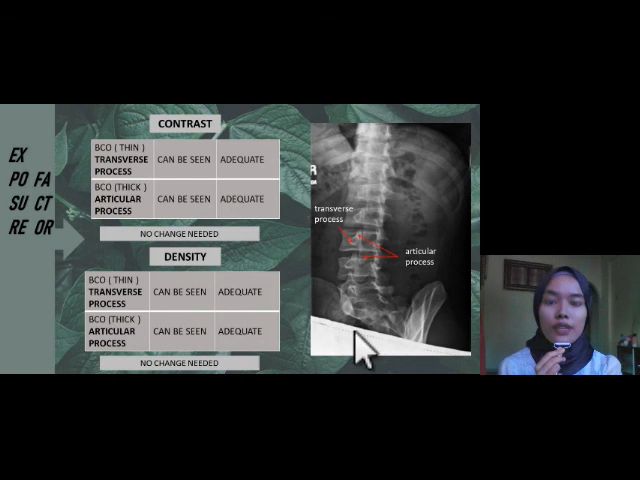 EX
PO FA
SU CT
RE OR
CONTRAST
BCO ( THIN )
TRANSVERSE
PROCESS
CAN BE SEEN
ADEQUATE
BCO (THICK )
ARTICULAR
PROCESS
CAN BE SEEN
ADEQUATE
NO CHANGE NEEDED
DENSITY
BCO ( THIN )
TRANSVERSE
PROCESS
CAN BE SEEN
ADEQUATE
BCO (THICK )
ARTICULAR
PROCESS
CAN BE SEEN
ADEQUATE
NO CHANGE NEEDED
R
transverse
process
articular
process